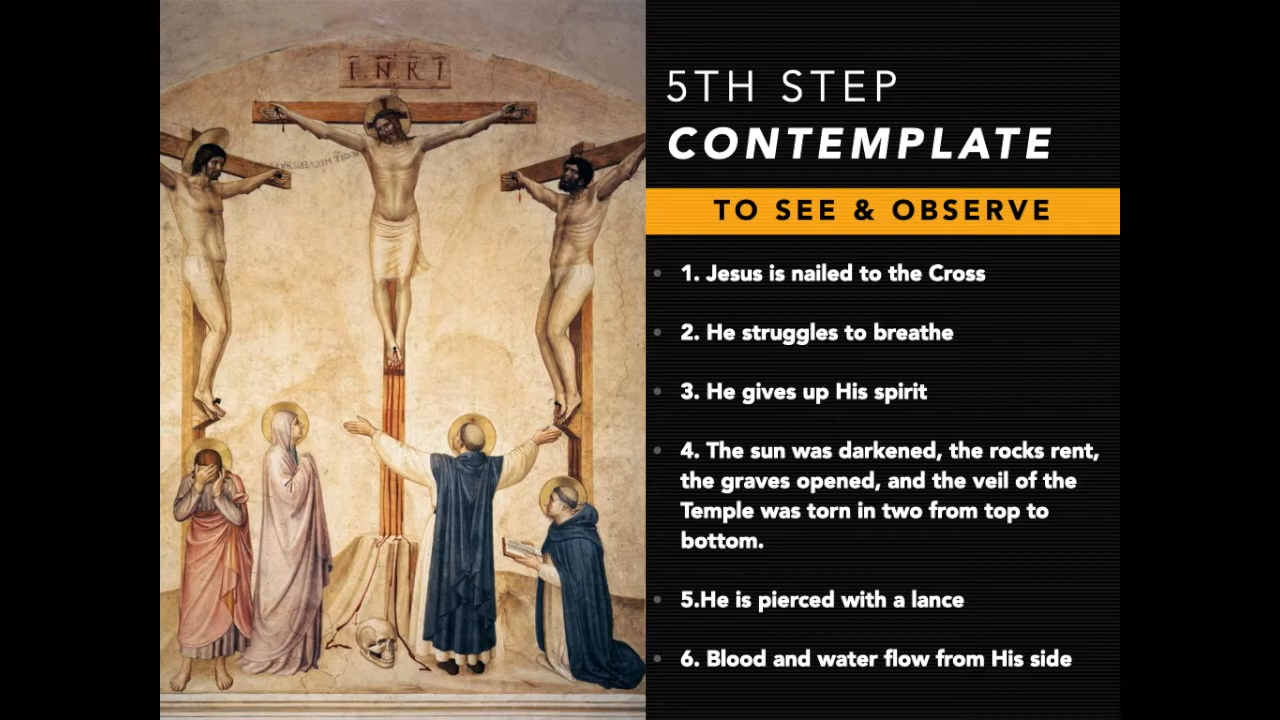 I·N·R·I
5TH STEP
CONTEMPLATE
TO SEE & OBSERVE
1. Jesus is nailed to the Cross
2. He struggles to breathe
3. He gives up His spirit
4. The sun was darkened, the rocks rent,
the graves opened, and the veil of the
Temple was torn in two from top to
bottom.
5.He is pierced with a lance
6. Blood and water flow from His side